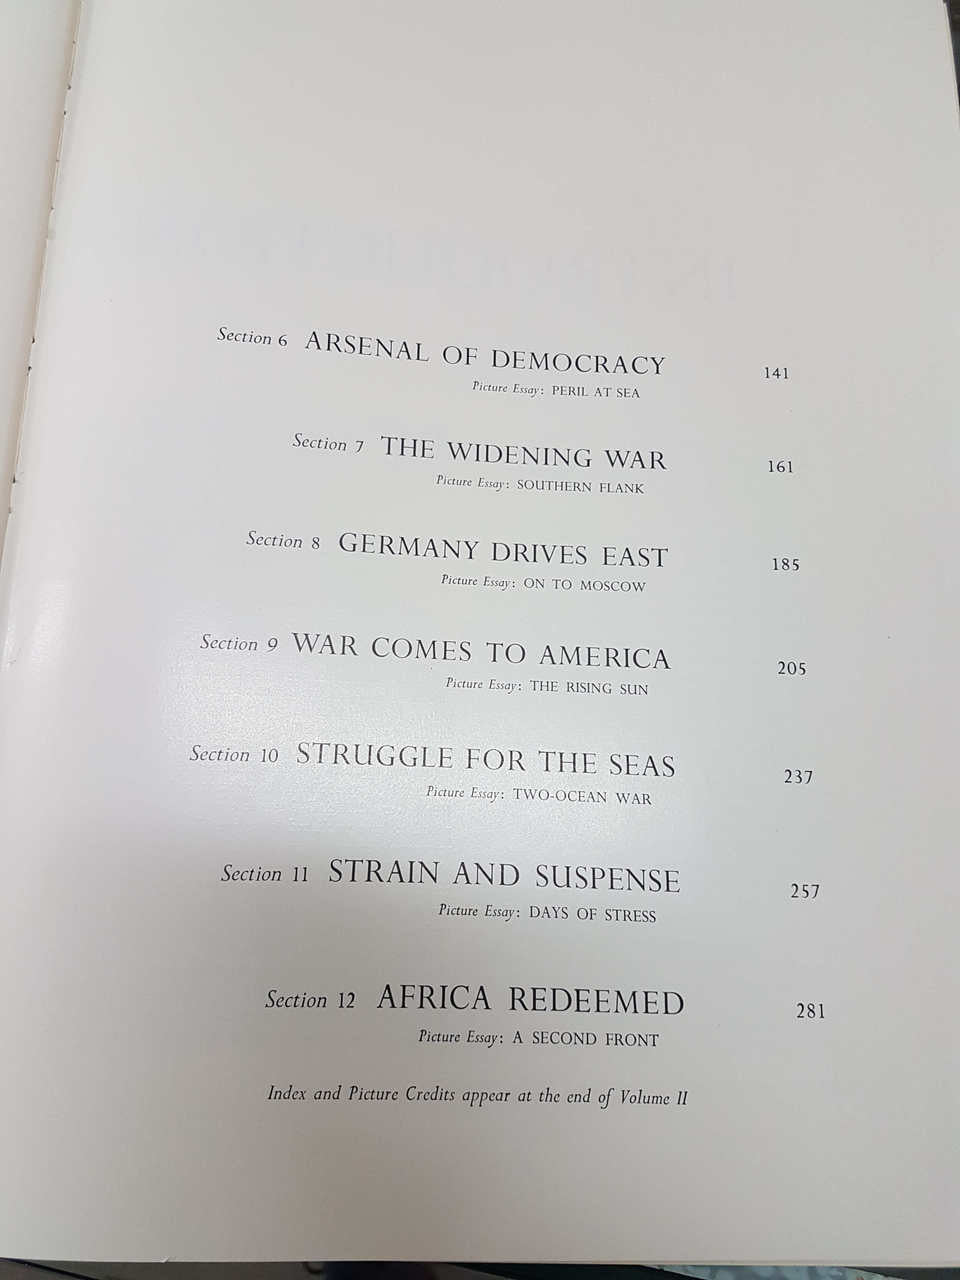 Section 6 ARSENAL OF DEMOCRACY 141
Picture Essay: PERIL AT SEA
Section 7 THE WIDENING WAR 161
Picture Essay: SOUTHERN FLANK
Section 8 GERMANY DRIVES EAST 185
Picture Essay: ON TO MOSCOW
Section 9 WAR COMES TO AMERICA 205
Picture Essay: THE RISING SUN
Section 10 STRUGGLE FOR THE SEAS 237
Picture Essay: TWO-OCEAN WAR
Section 11 STRAIN AND SUSPENSE 257
Picture Essay: DAYS OF STRESS
Section 12 AFRICA REDEEMED 281
Picture Essay: A SECOND FRONT
Index and Picture Credits appear at the end of Volume II